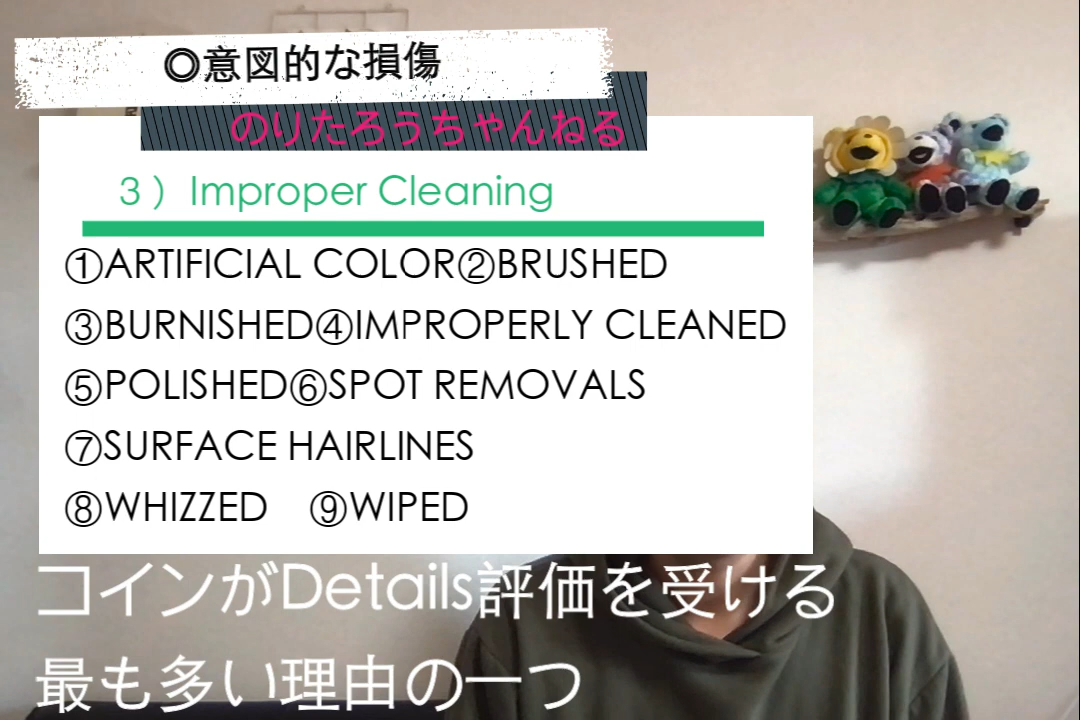 ◎意図的な損傷
のりたろうちゃんねる
３）Improper Cleaning
①ARTIFICIAL COLOR②BRUSHED
③BURNISHED④IMPROPERLY CLEANED
⑤POLISHED⑥SPOT REMOVALS
⑦SURFACE HAIRLINES
⑧WHIZZED　⑨WIPED
コインがDetails評価を受ける
最も多い理由の一つ